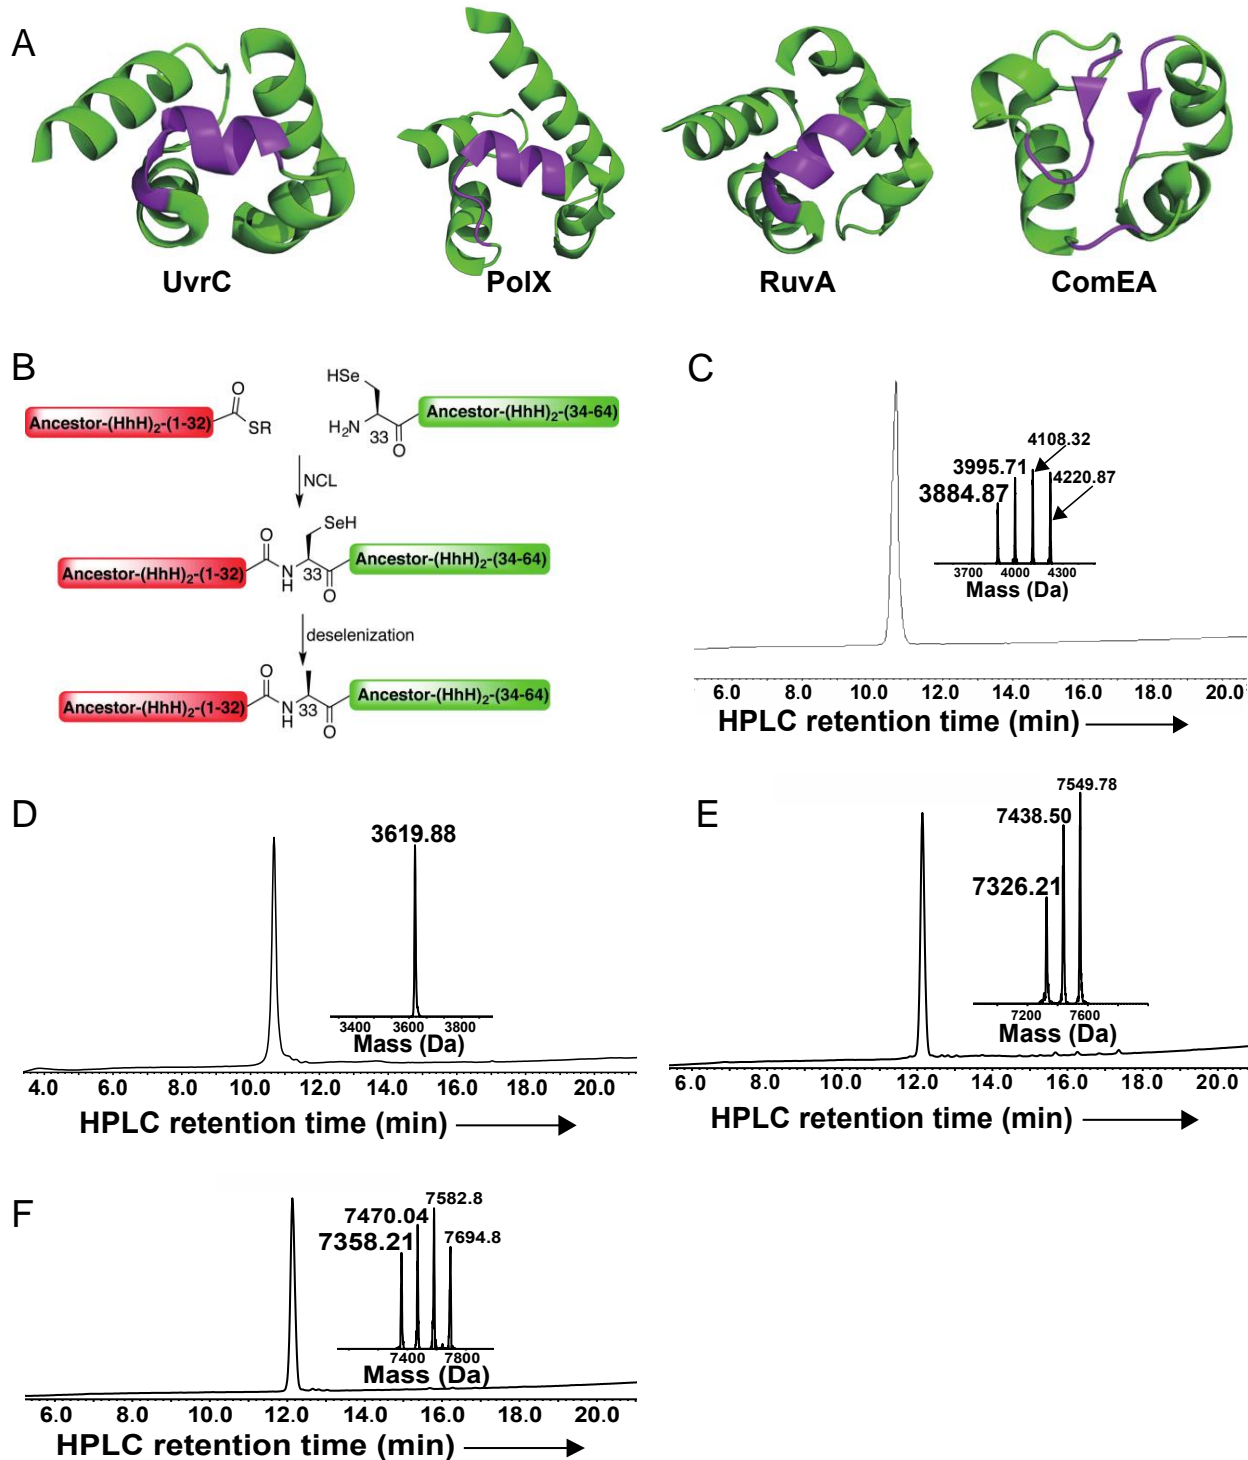 A
UvrC
PolX
RuvA
ComEA
B
Ancestor-(HhH)2-(1-32)
O
SR
HSe
H2N
33
O
Ancestor-(HhH)2-(34-64)
NCL
Ancestor-(HhH)2-(1-32)
O
N
H
SeH
33
O
Ancestor-(HhH)2-(34-64)
deselenization
Ancestor-(HhH)2-(1-32)
O
N
H
33
O
Ancestor-(HhH)2-(34-64)
C
4108.32
3995.71
4220.87
3884.87
3700 4000 4300
Mass (Da)
6.0 8.0 10.0 12.0 14.0 16.0 18.0 20.0
HPLC retention time (min)
D
3619.88
3400 3600 3800
Mass (Da)
4.0 6.0 8.0 10.0 12.0 14.0 16.0 18.0 20.0
HPLC retention time (min)
E
7549.78
7438.50
7326.21
7200 7600
Mass (Da)
6.0 8.0 10.0 12.0 14.0 16.0 18.0 20.0
HPLC retention time (min)
F
7582.8
7470.04
7694.8
7358.21
7400 7800
Mass (Da)
6.0 8.0 10.0 12.0 14.0 16.0 18.0 20.0
HPLC retention time (min)